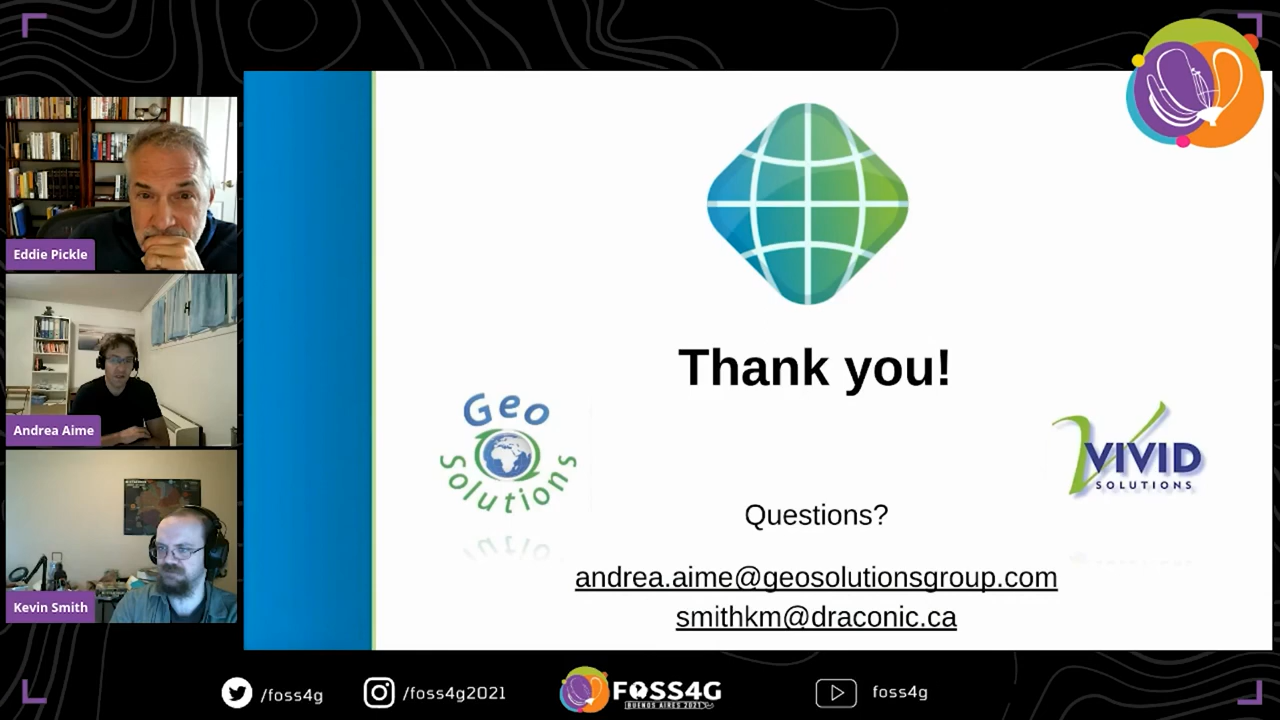 Eddie Pickle
Andrea Aime
Kevin Smith
Thank you!
Geo
Solutions
VIVID
SOLUTIONS
Questions?
andrea.aime@geosolutionsgroup.com
smithkm@draconic.ca
/foss4g
/foss4g2021
FOSS4G
BUENOS AIRES 2021
foss4g